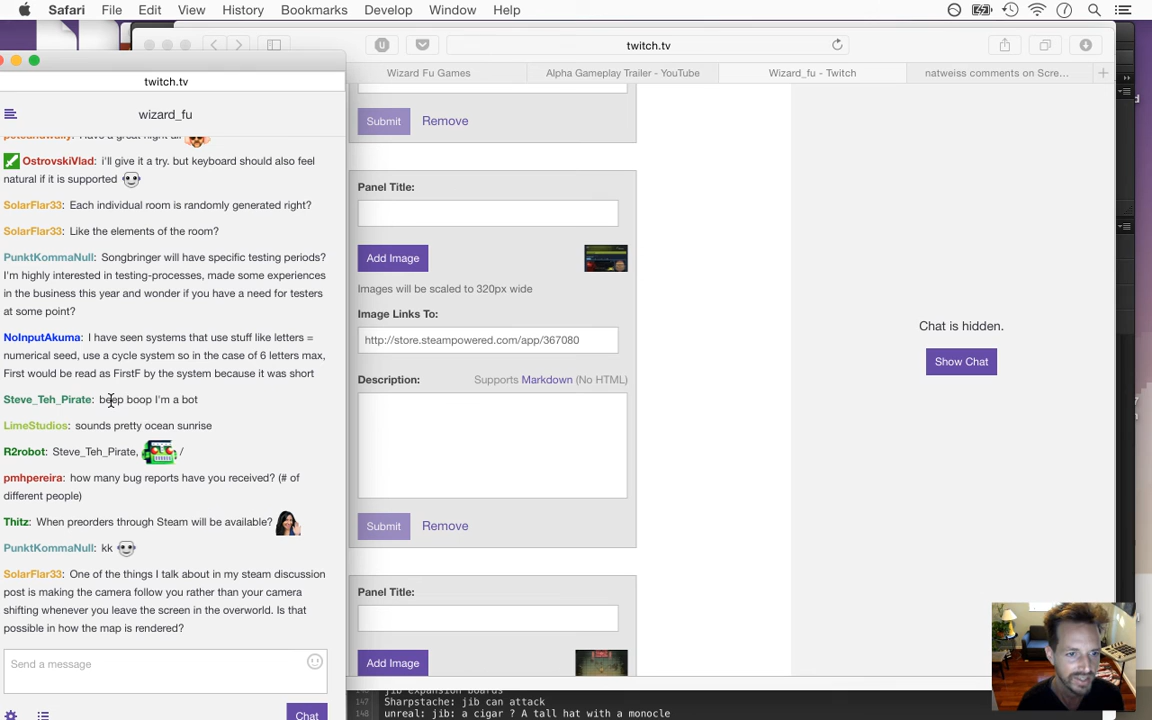 Safari File Edit View History Bookmarks Develop Window Help
twitch.tv
Wizard Fu Games
Alpha Gameplay Trailer - YouTube
Wizard_fu - Twitch
natweiss comments on Scre...
twitch.tv
wizard_fu
OstrovskiVlad: i'll give it a try. but keyboard should also feel
natural if it is supported
SolarFlar33: Each individual room is randomly generated right?
SolarFlar33: Like the elements of the room?
PunktKommaNull: Songbringer will have specific testing periods?
I'm highly interested in testing-processes, made some experiences
in the business this year and wonder if you have a need for testers
at some point?
NoInputAkuma: I have seen systems that use stuff like letters =
numerical seed, use a cycle system so in the case of 6 letters max,
First would be read as FirstF by the system because it was short
Steve_Teh_Pirate: beep boop I'm a bot
LimeStudios: sounds pretty ocean sunrise
R2robot: Steve_Teh_Pirate, /
pmhpereira: how many bug reports have you received? (# of
different people)
Thitz: When preorders through Steam will be available?
PunktKommaNull: kk
SolarFlar33: One of the things I talk about in my steam discussion
post is making the camera follow you rather than your camera
shifting whenever you leave the screen in the overworld. Is that
possible in how the map is rendered?
Send a message
Chat
Submit Remove
Panel Title:
Add Image
Images will be scaled to 320px wide
Image Links To:
http://store.steampowered.com/app/367080
Description: Supports Markdown (No HTML)
Submit Remove
Panel Title:
Add Image
Chat is hidden.
Show Chat
jib expansion boards
147 Sharpstache: jib can attack
148 unreal: jib: a cigar ? A tall hat with a monocle